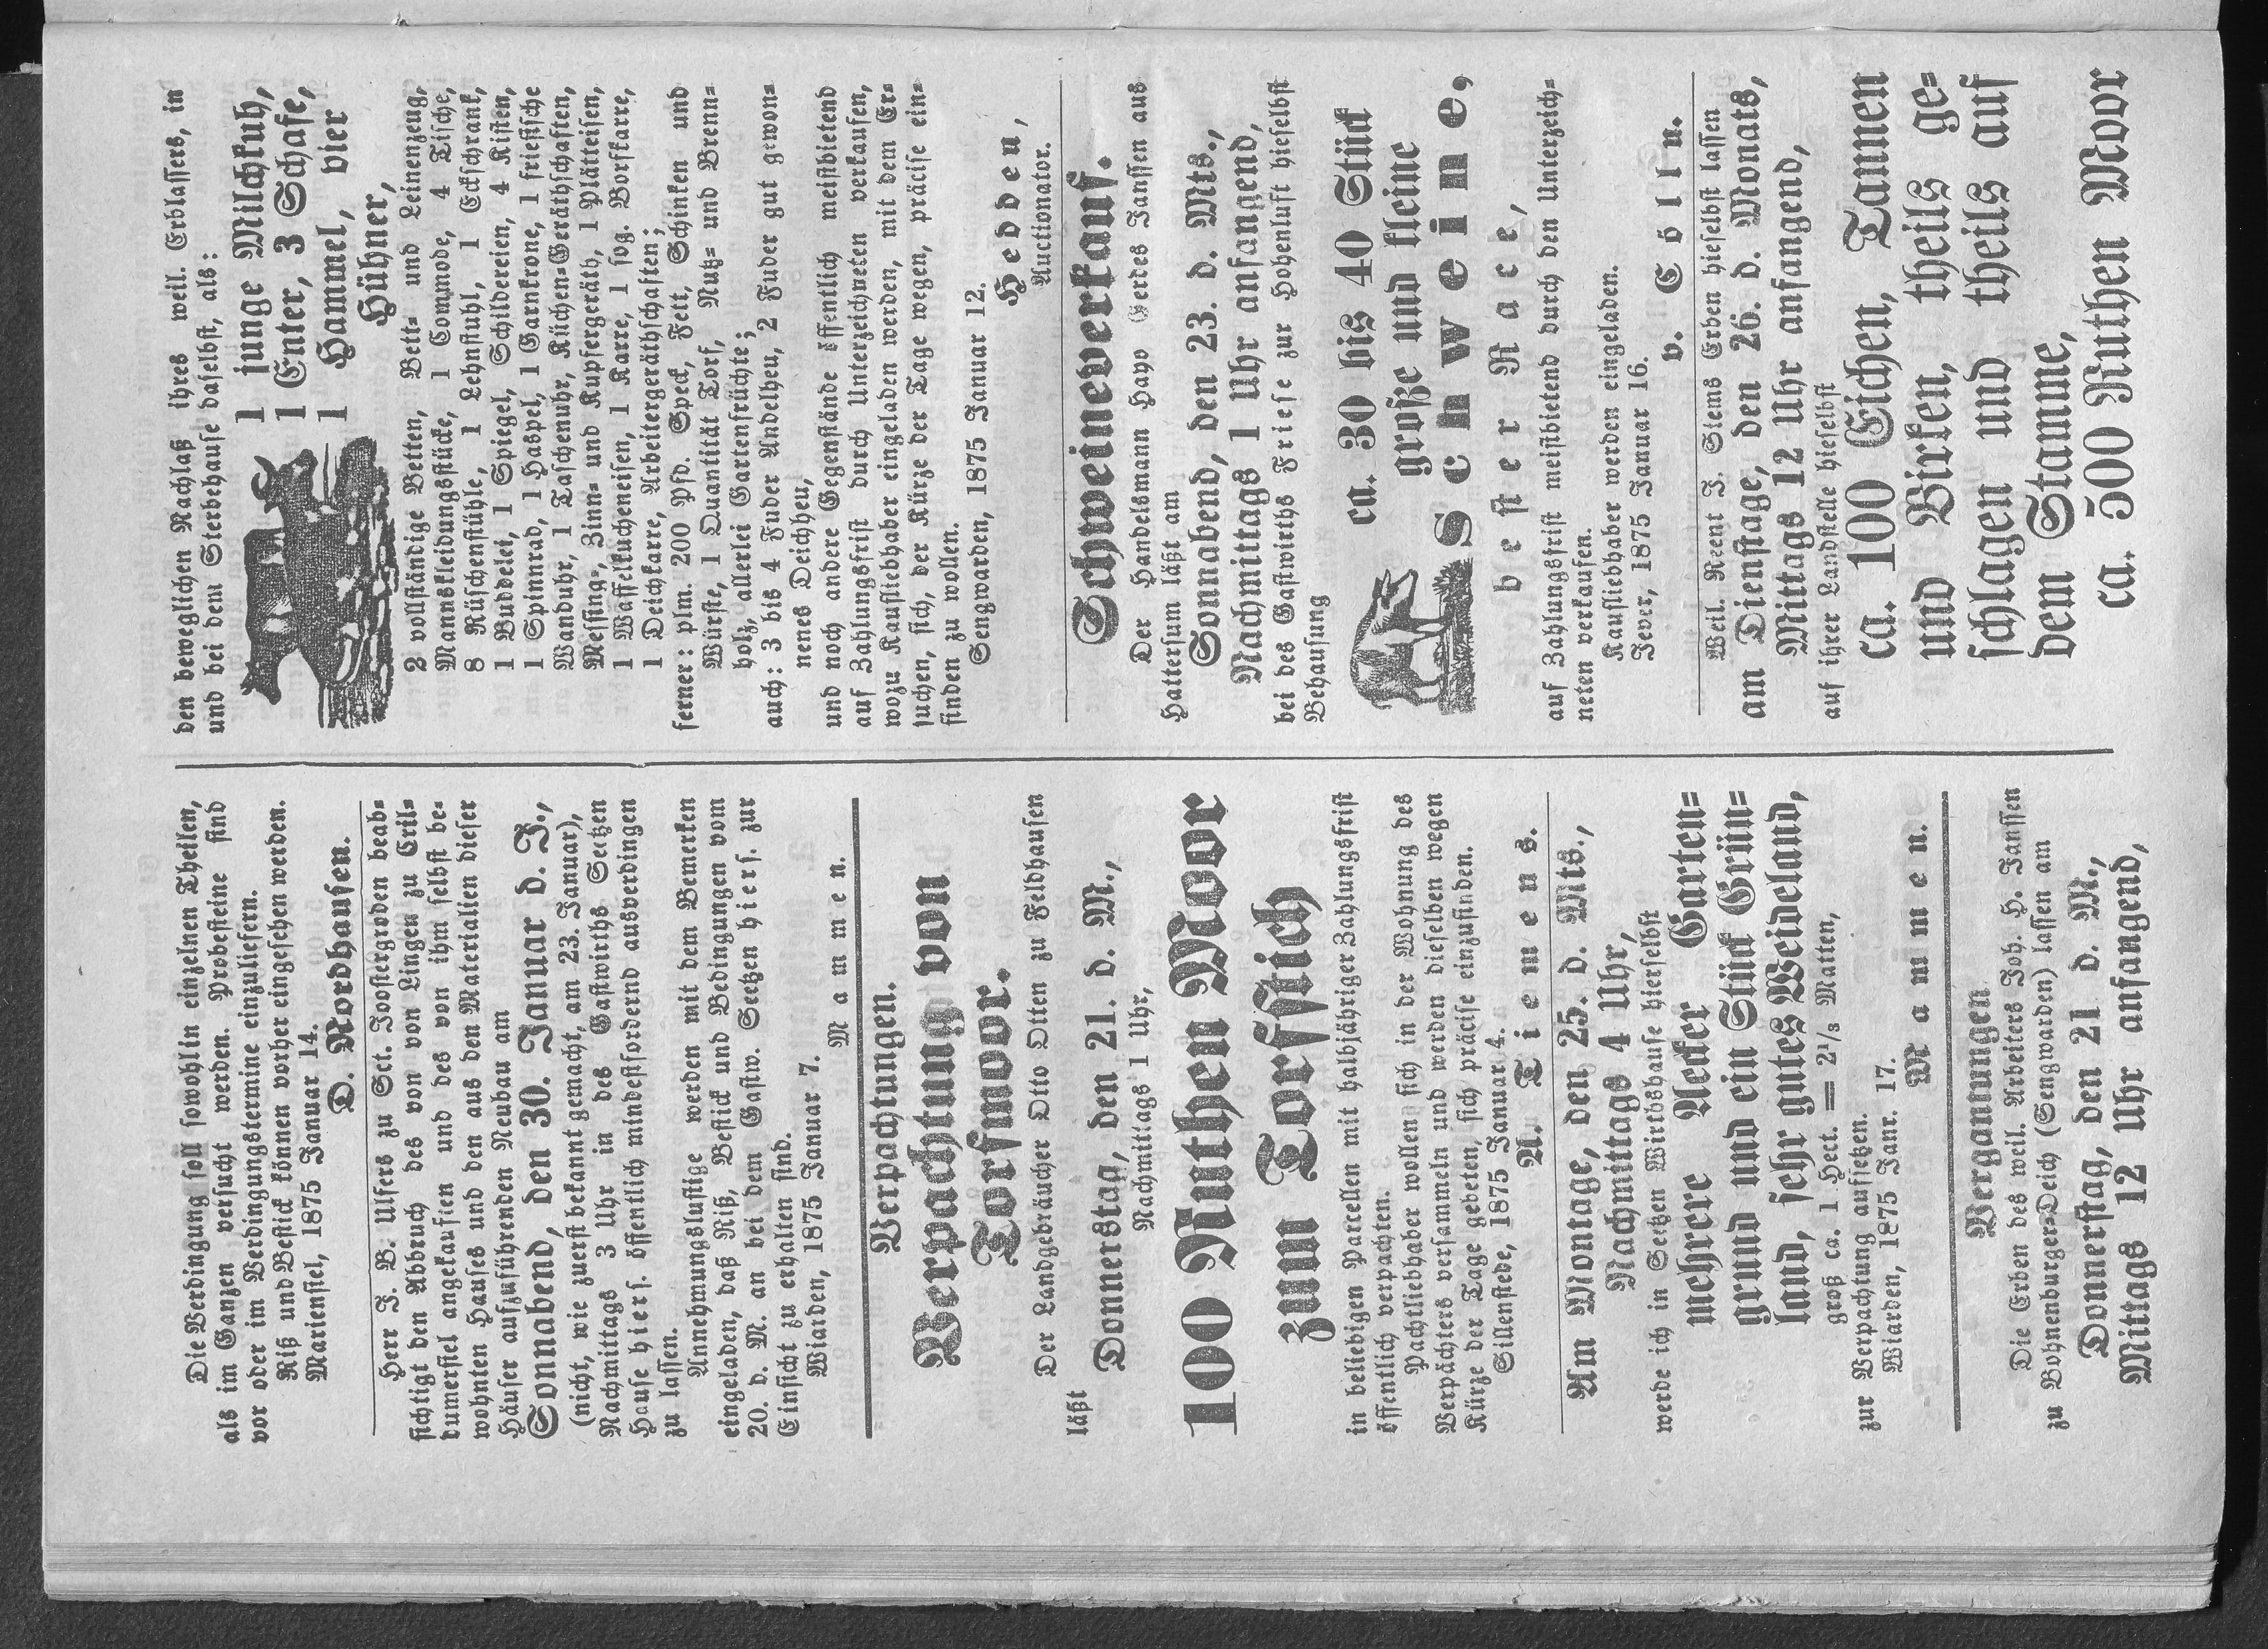 Die Verdingung soll sowohl in einzelnen Theilen,
als im Ganzen versucht werden. Probesteine sind
vor oder im Verdingungstermine einzuliefern.
Riß und Bestick können vorher eingesehen werden.
Mariensiel, 1875 Januar 14.
D. Nordhausen.
Herr J. B. Ulfers zu Sct. Joostergroden beab-
sichtigt den Abbruch des von von Lingen zu Cril-
dumersiel angekauften und des von ihm selbst be-
wohnten Hauses und den aus den Materialien dieser
Häuser aufzuführenden Neubau am
Sonnabend, den 30. Januar d. J.,
(nicht, wie zuerst bekannt gemacht, am 23. Januar),
Nachmittags 3 Uhr in des Gastwirths Seetzen
Hause hiers. öffentlich mindestfordernd ausverdingen
zu lassen.
Annehmungslustige werden mit dem Bemerken
eingeladen, daß Riß, Bestick und Bedingungen vom
20. d. M. an bei dem Gastw. Seetzen hiers. zur
Einsicht zu erhalten sind.
Wiarden, 1875 Januar 7.
Mammen.
Verpachtungen.
Verpachtung von
Torfmoor.
Der Landgebräucher Otto Otten zu Feldhausen
läßt
Donnerstag, den 21. d. M.,
Nachmittags 1 Uhr,
100 Ruthen Moor
zum Torfstich
in beliebigen Parcellen mit halbjähriger Zahlungsfrist
öffentlich verpachten.
Pachtliebhaber wollen sich in der Wohnung des
Verpächters versammeln und werden dieselben wegen
Kürze der Tage gebeten, sich präcise einzufinden.
Sillenstede, 1875 Januar 4.
A. Tiemens.
Am Montage, den 25. d. Mts.,
Nachmittags 4 Uhr,
werde ich in Seetzen Wirthshause hierselbst
mehrere Aecker Garten-
grund und ein Stück Grün-
land, sehr gutes Weideland,
groß ca. 1 Hect. = 2 1/8 Matten,
zur Verpachtung aufsetzen.
Wiarden, 1875 Janr. 17.
Mammen.
Vergantungen.
Die Erben des weil. Arbeiters Joh. H. Janssen
zu Bohnenburger-Deich (Sengwarden) lassen am
Donnerstag, den 21 d. M.,
Mittags 12 Uhr anfangend,
den beweglichen Nachlaß ihres weil. Erblassers, in
und bei dem Sterbehause daselbst, als:
1 junge Milchkuh,
1 Enter, 3 Schafe,
1 Hammel, vier
Hühner,
2 vollständige Betten, Bett- und Leinenzeug,
Mannskleidungsstücke, 1 Commode, 4 Tische,
8 Rüschenstühle, 1 Lehnstuhl, 1 Eckschrank,
1 Buddelei, 1 Spiegel, Schildereien, 4 Kisten,
1 Spinnrad, 1 Haspel, 1 Garnkrone, 1 friesische
Wanduhr, 1 Taschenuhr, Küchen-Geräthschaften,
Messing-, Zinn- und Kupfergeräth, 1 Plätteisen,
1 Waffelkucheneisen, 1 Karre, 1 sog. Borfkarre,
1 Deichkarre, Arbeitergeräthschaften;
ferner: plm. 200 Pfd. Speck, Fett, Schinken und
Würste, 1 Quantität Torf, Nutz- und Brenn-
holz, allerlei Gartenfrüchte;
auch: 3 bis 4 Fuder Andelheu, 2 Fuder gut gewon-
nenes Deichheu,
und noch andere Gegenstände öffentlich meistbietend
auf Zahlungsfrist durch Unterzeichneten verkaufen,
wozu Kaufliebhaber eingeladen werden, mit dem Er-
suchen, sich, der Kürze der Tage wegen, präcise ein-
finden zu wollen.
Sengwarden, 1875 Januar 12.
Hedden,
Auctionator.
Schweineverkauf.
Der Handelsmann Hayo Gerdes Janssen aus
Hattersum läßt am
Sonnabend, den 23. d. Mts.,
Nachmittags 1 Uhr anfangend,
bei des Gastwirths Friese zur Hohenluft hieselbst
Behausung
ca. 30 bis 40 Stück
große und kleine
Schweine,
bester Race,
auf Zahlungsfrist meistbietend durch den Unterzeich-
neten verkaufen.
Kaufliebhaber werden eingeladen.
Jever, 1875 Januar 16.
v. Cölln.
Weil. Reent J. Siems Erben hieselbst lassen
am Dienstage, den 26. d. Monats,
Mittags 12 Uhr anfangend,
auf ihrer Landstelle hieselbst
ca. 100 Eichen, Tannen
und Birken, theils ge-
schlagen und theils auf
dem Stamme,
ca. 500 Ruthen Moor